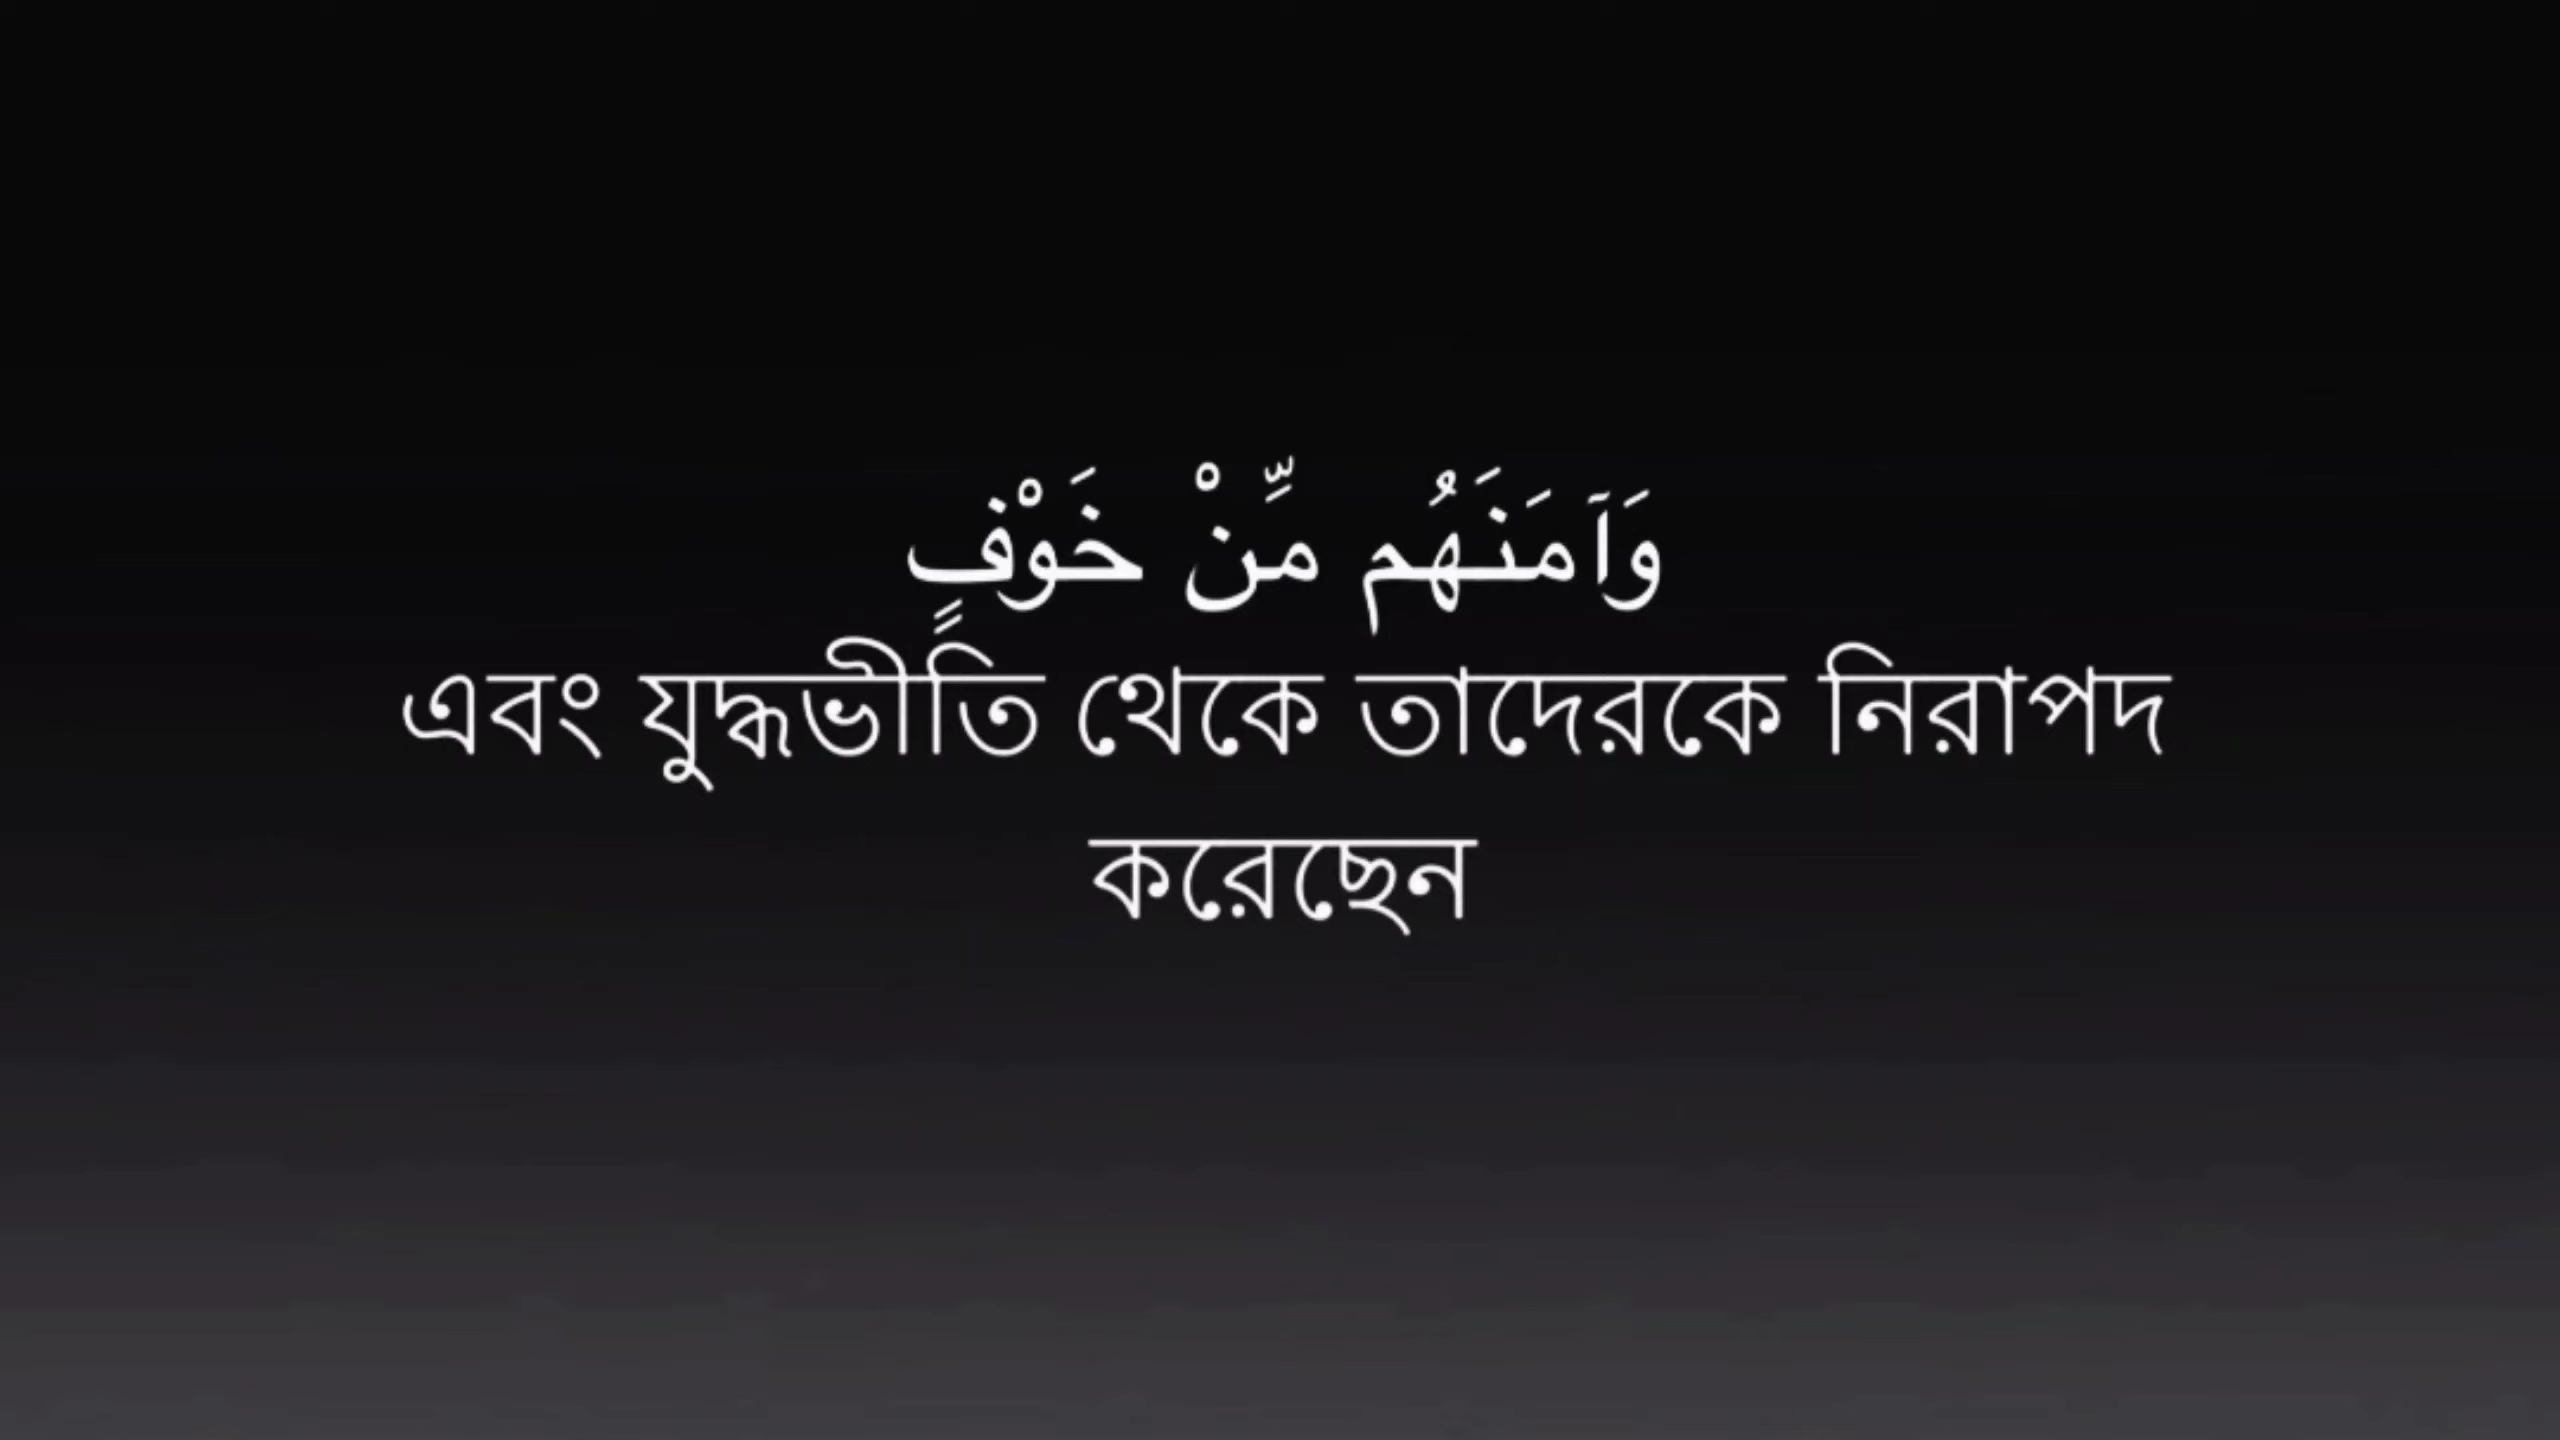 وَآمَنَهُم مِّنْ خَوْفٍ
এবং যুদ্ধভীতি থেকে তাদেরকে নিরাপদ
করেছেন